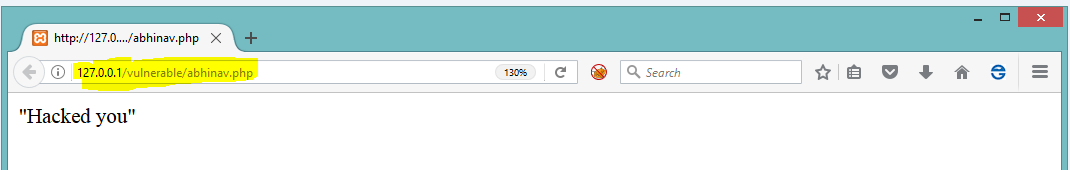 http://127.0..../abhinav.php
127.0.0.1/vulnerable/abhinav.php
130%
Search
"Hacked you"